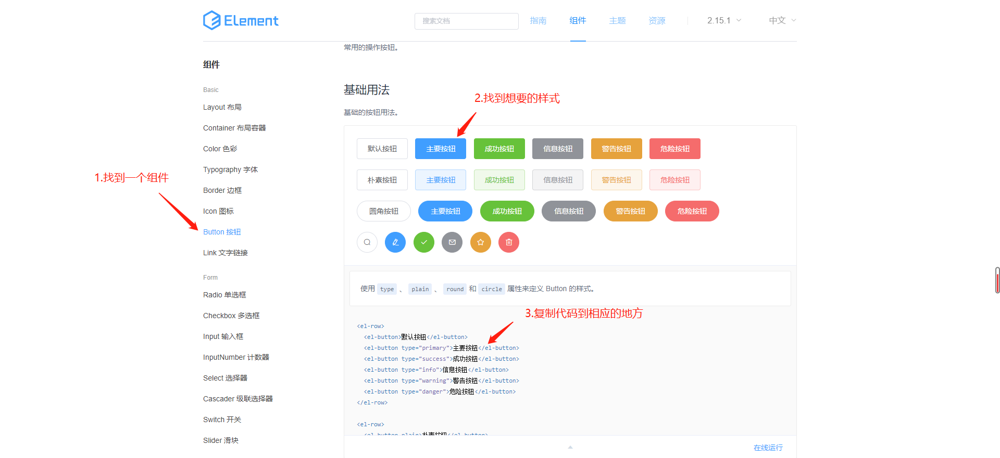 Element
搜索文档
指南
组件
主题
资源
2.15.1
中文
常用的操作按钮。
组件
Basic
Layout 布局
Container 布局容器
Color 色彩
Typography 字体
Border 边框
Icon 图标
Button 按钮
Link 文字链接
Form
Radio 单选框
Checkbox 多选框
Input 输入框
InputNumber 计数器
Select 选择器
Cascader 级联选择器
Switch 开关
Slider 滑块
1.找到一个组件
基础用法
2.找到想要的样式
基础的按钮用法。
默认按钮 主要按钮 成功按钮 信息按钮 警告按钮 危险按钮
朴素按钮 主要按钮 成功按钮 信息按钮 警告按钮 危险按钮
圆角按钮 主要按钮 成功按钮 信息按钮 警告按钮 危险按钮
使用 type 、 plain 、 round 和 circle 属性来定义 Button 的样式。
3.复制代码到相应的地方
<el-row>
  <el-button>默认按钮</el-button>
  <el-button type="primary">主要按钮</el-button>
  <el-button type="success">成功按钮</el-button>
  <el-button type="info">信息按钮</el-button>
  <el-button type="warning">警告按钮</el-button>
  <el-button type="danger">危险按钮</el-button>
</el-row>
<el-row>
  <el-button plain>朴素按钮</el-button>
在线运行